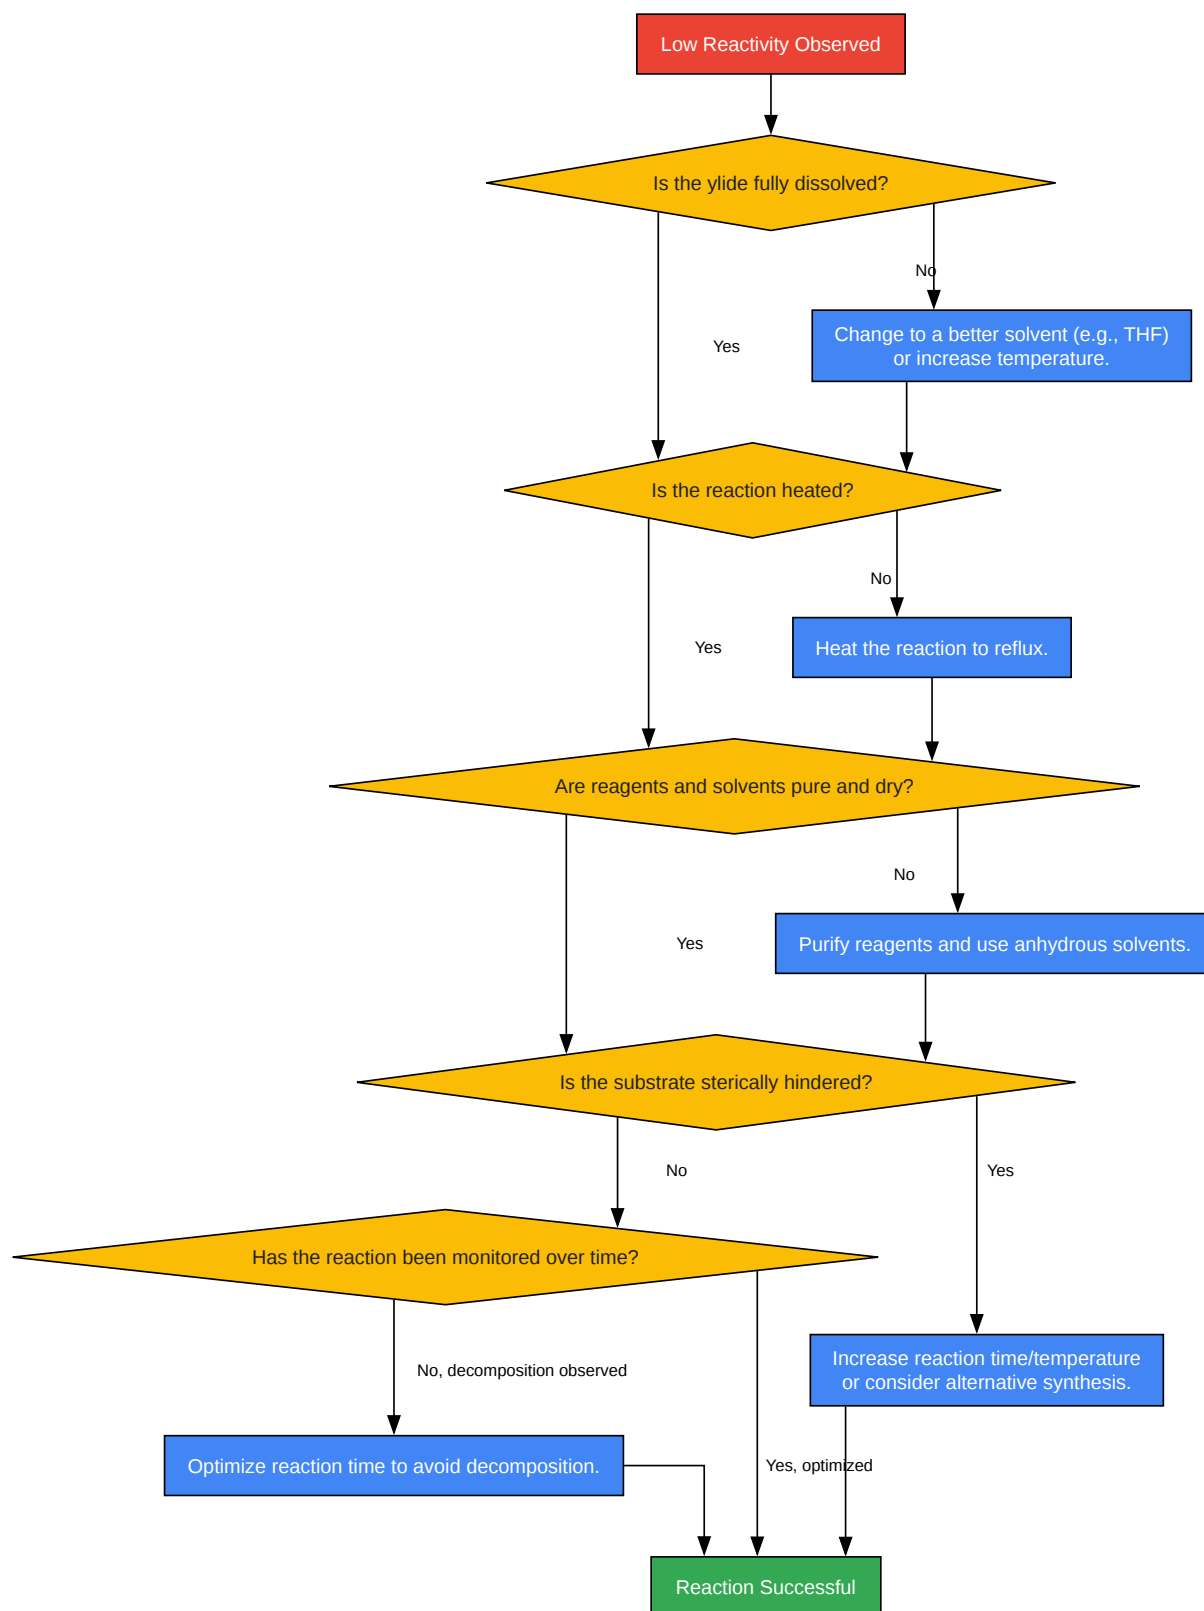 Low Reactivity Observed
Is the ylide fully dissolved?
No
Yes
Change to a better solvent (e.g., THF)
or increase temperature.
Is the reaction heated?
No
Yes
Heat the reaction to reflux.
Are reagents and solvents pure and dry?
No
Yes
Purify reagents and use anhydrous solvents.
Is the substrate sterically hindered?
No
Yes
Has the reaction been monitored over time?
Increase reaction time/temperature
or consider alternative synthesis.
No, decomposition observed
Optimize reaction time to avoid decomposition.
Yes, optimized
Reaction Successful